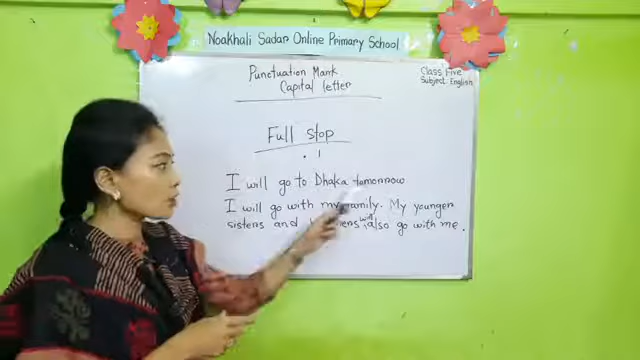 Noakhali Sadar Online Primary School
Punctuation Mark
Capital letter
Class Five
Subject: English
Full stop
. |
I will go to Dhaka tomorrow
I will go with my family. My younger
sisters and will also go with me.